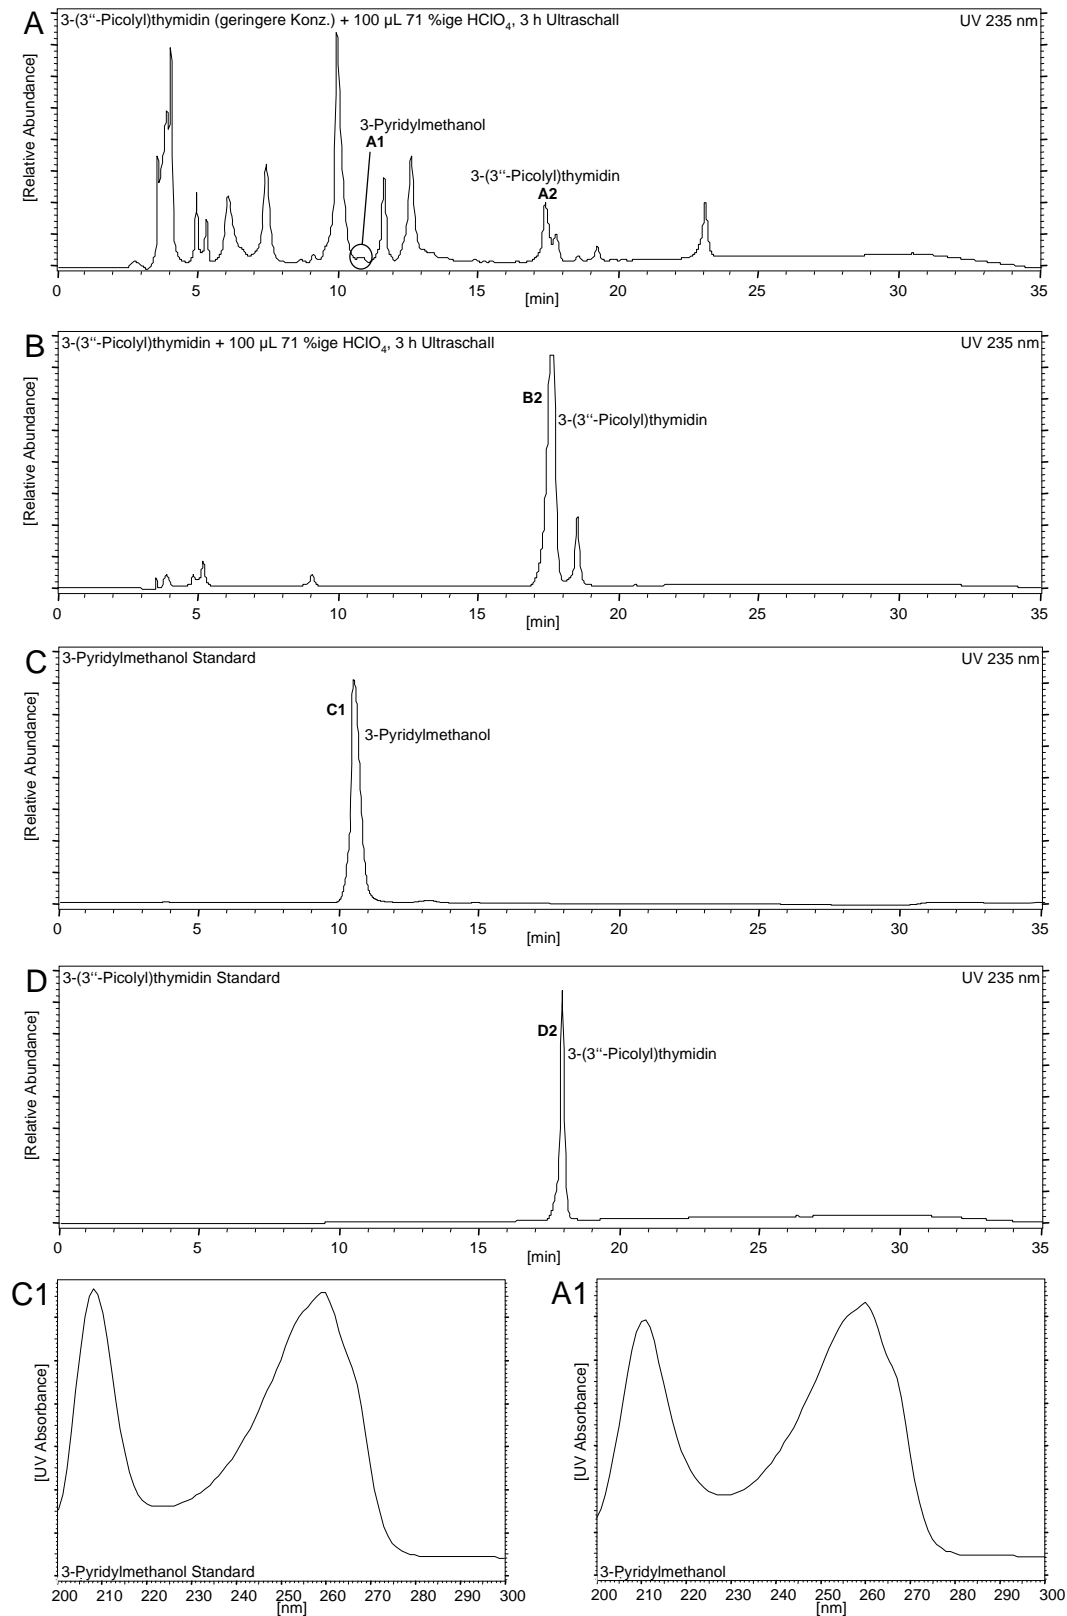 A
3-(3“-Picolyl)thymidin (geringere Konz.) + 100 µL 71 %ige HClO4, 3 h Ultraschall
UV 235 nm
[Relative Abundance]
3-Pyridylmethanol
A1
3-(3“-Picolyl)thymidin
A2
0 5 10 15 20 25 30 35
[min]
B
3-(3“-Picolyl)thymidin + 100 µL 71 %ige HClO4, 3 h Ultraschall
UV 235 nm
[Relative Abundance]
B2
3-(3“-Picolyl)thymidin
0 5 10 15 20 25 30 35
[min]
C
3-Pyridylmethanol Standard
UV 235 nm
[Relative Abundance]
C1
3-Pyridylmethanol
0 5 10 15 20 25 30 35
[min]
D
3-(3“-Picolyl)thymidin Standard
UV 235 nm
[Relative Abundance]
D2
3-(3“-Picolyl)thymidin
0 5 10 15 20 25 30 35
[min]
C1
[UV Absorbance]
3-Pyridylmethanol Standard
200 210 220 230 240 250 260 270 280 290 300
[nm]
A1
[UV Absorbance]
3-Pyridylmethanol
200 210 220 230 240 250 260 270 280 290 300
[nm]